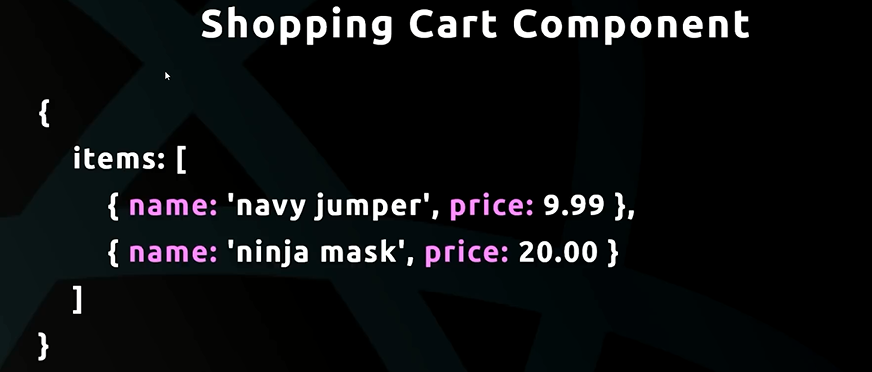 Shopping Cart Component
{
items: [
{ name: 'navy jumper', price: 9.99 },
{ name: 'ninja mask', price: 20.00 }
]
}